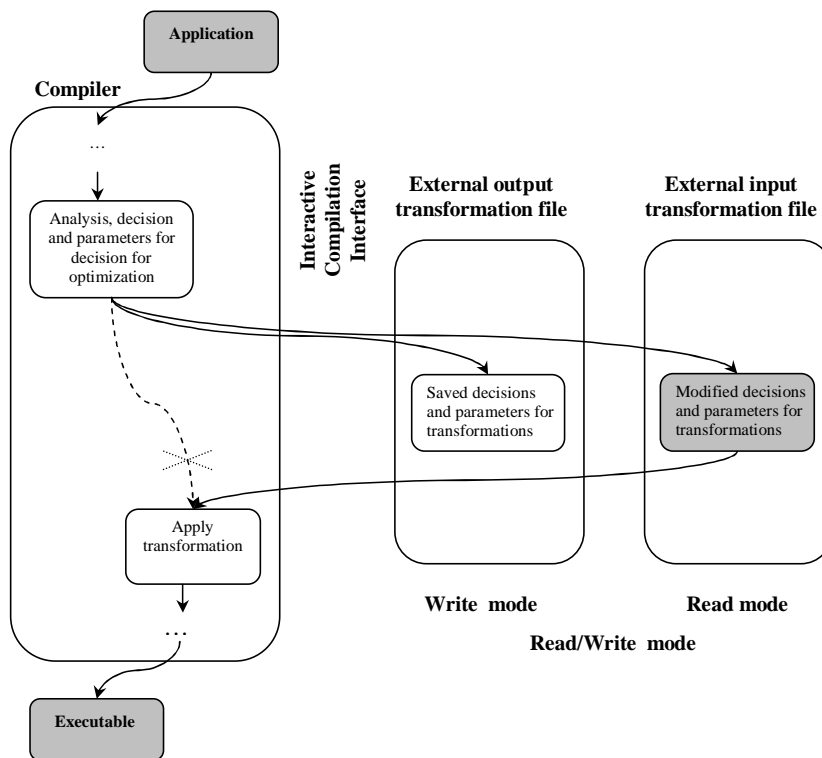 Application
Compiler
...
Analysis, decision
and parameters for
decision for
optimization
Interactive
Compilation
Interface
External output
transformation file
External input
transformation file
Saved decisions
and parameters for
transformations
Modified decisions
and parameters for
transformations
Apply
transformation
...
Write mode
Read mode
Read/Write mode
Executable